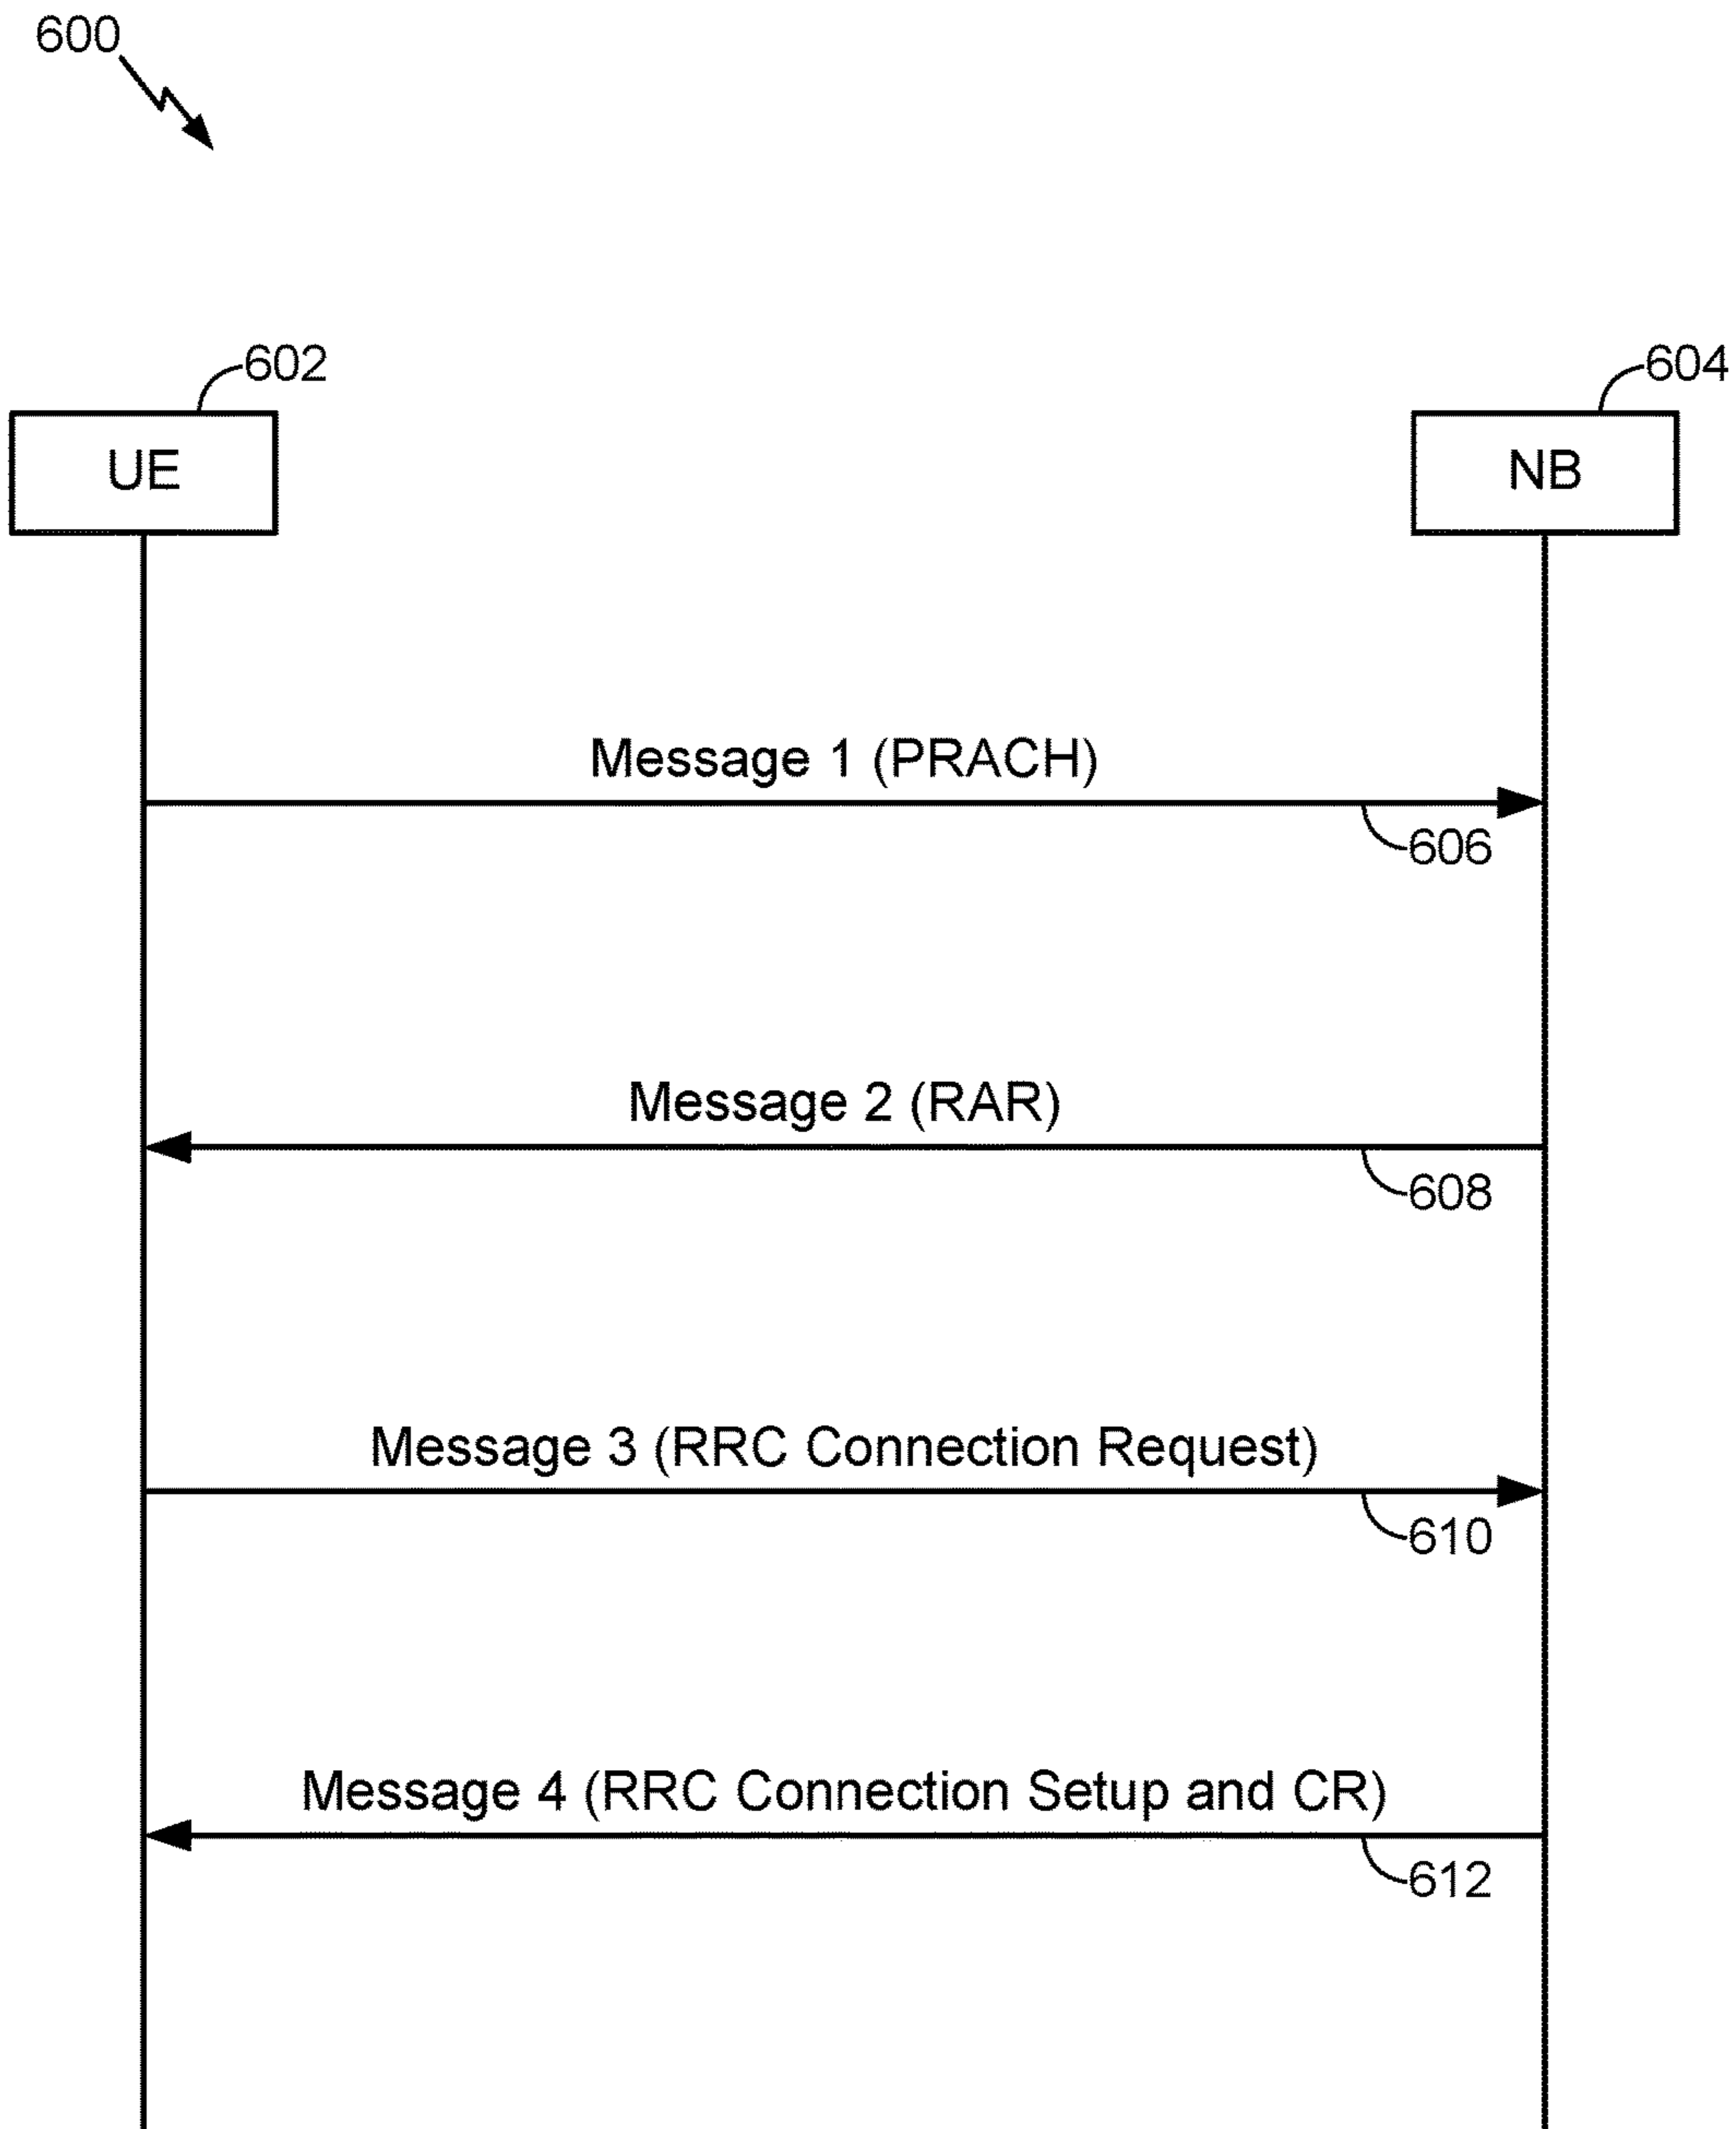 600
602
604
UE
NB
Message 1 (PRACH)
606
Message 2 (RAR)
608
Message 3 (RRC Connection Request)
610
Message 4 (RRC Connection Setup and CR)
612